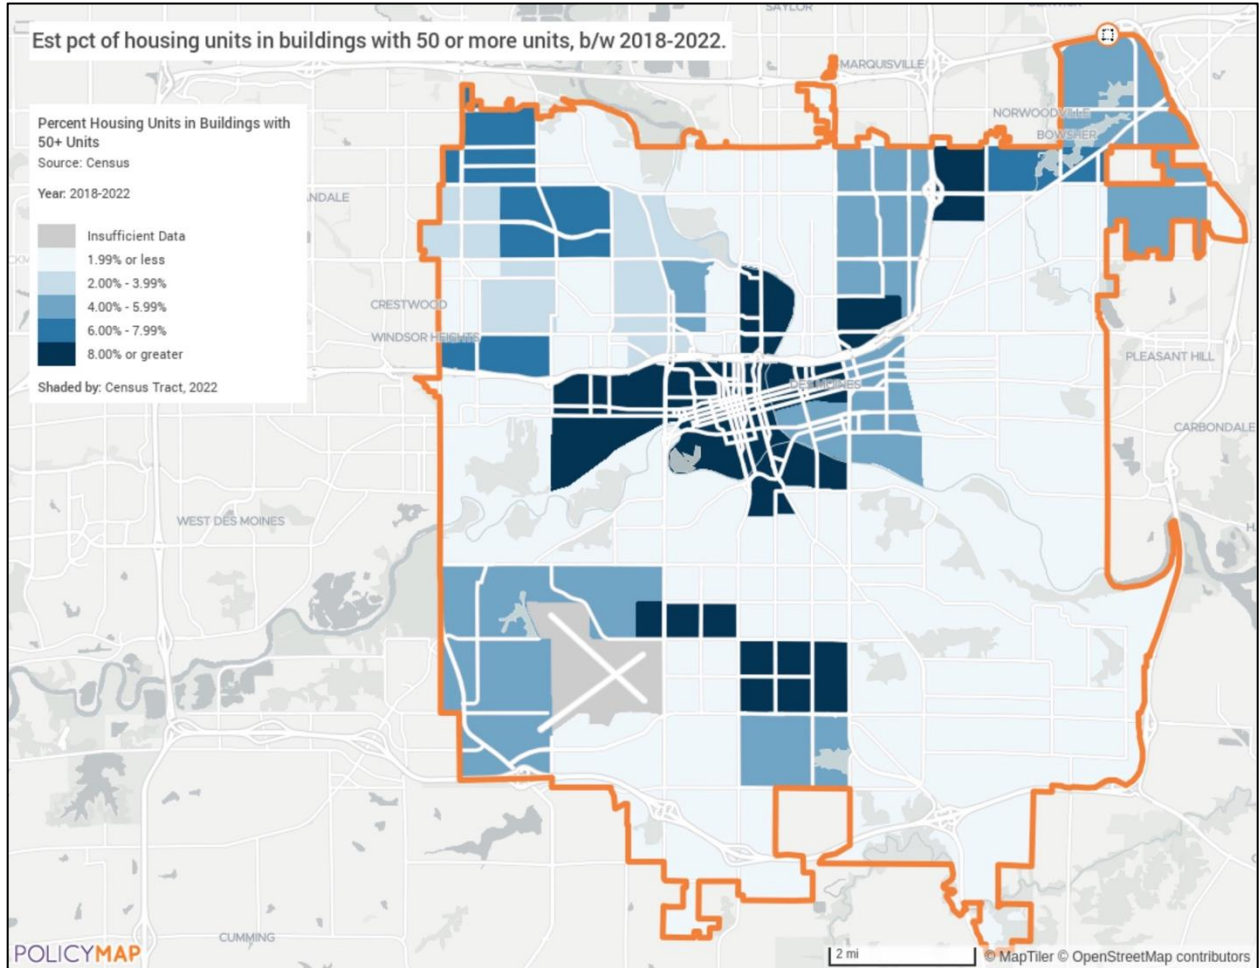 SAYLOR
Est pct of housing units in buildings with 50 or more units, b/w 2018-2022.
MARQUISVILLE
Percent Housing Units in Buildings with
50+ Units
Source: Census
Year: 2018-2022
Insufficient Data
1.99% or less
2.00% - 3.99%
4.00% - 5.99%
6.00% - 7.99%
8.00% or greater
Shaded by: Census Tract, 2022
NORWOODVILLE
BOWSHER
NDALE
CRESTWOOD
WINDSOR HEIGHTS
PLEASANT HILL
DES MOINES
CARBONDALE
WEST DES MOINES
CUMMING
POLICYMAP
2 mi
© MapTiler © OpenStreetMap contributors